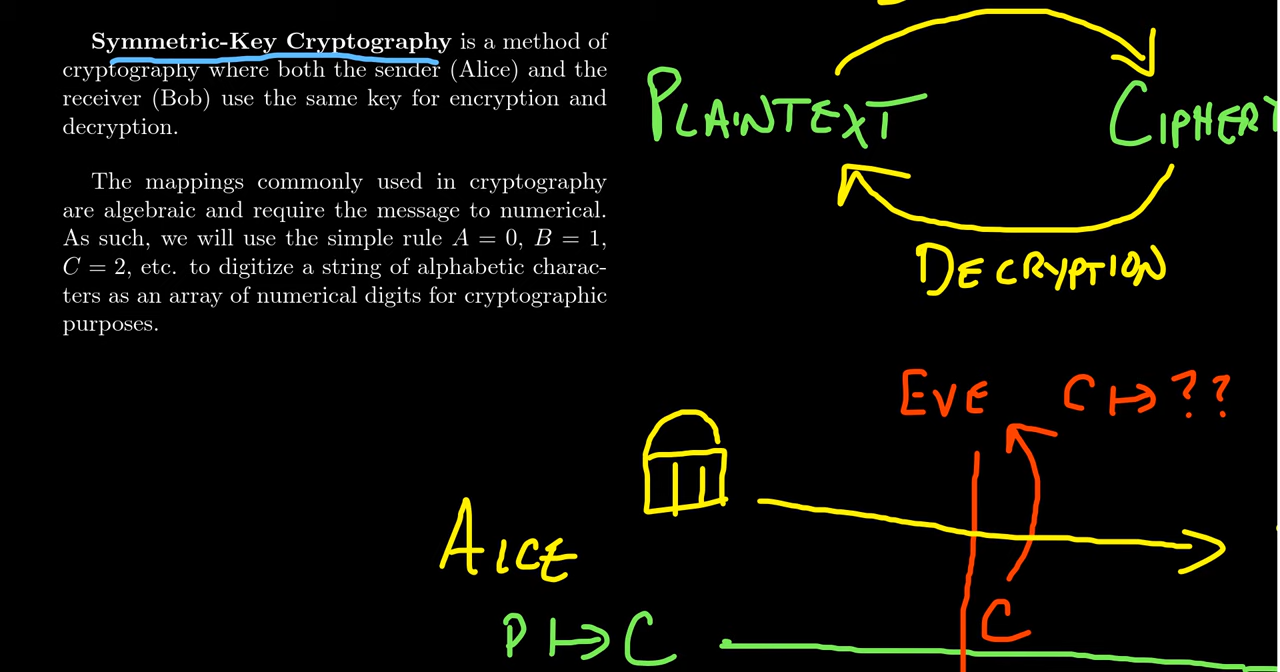 Symmetric-Key Cryptography is a method of
cryptography where both the sender (Alice) and the
receiver (Bob) use the same key for encryption and
decryption.
The mappings commonly used in cryptography
are algebraic and require the message to numerical.
As such, we will use the simple rule A = 0, B = 1,
C = 2, etc. to digitize a string of alphabetic charac-
ters as an array of numerical digits for cryptographic
purposes.
PLAINTEXT
CIPHERT
DECRYPTION
EVE C ↦ ??
ALICE
P ↦ C
C